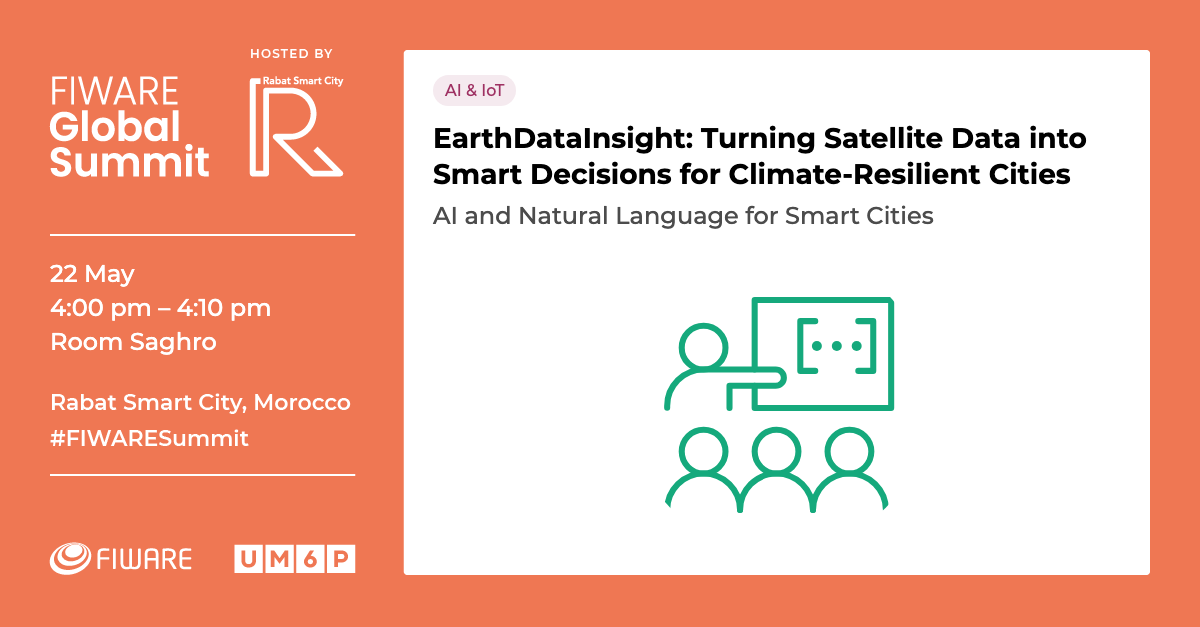 FIWARE
Global
Summit
HOSTED BY
Rabat Smart City
R
22 May
4:00 pm – 4:10 pm
Room Saghro
Rabat Smart City, Morocco
#FIWARESummit
FIWARE
UM6P
AI & IoT
EarthDataInsight: Turning Satellite Data into
Smart Decisions for Climate-Resilient Cities
AI and Natural Language for Smart Cities
[...]